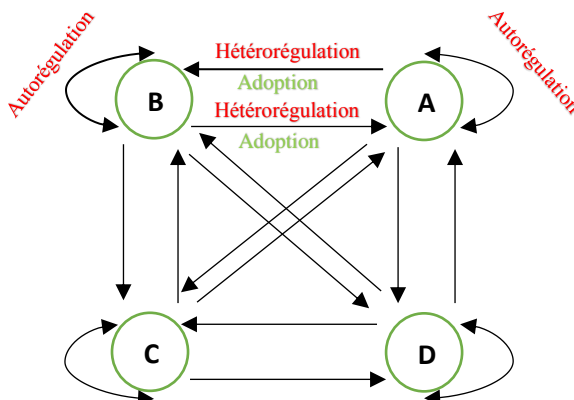 Autorégulation
Hétérorégulation
Autorégulation
Adoption
B
A
Hétérorégulation
Adoption
C
D